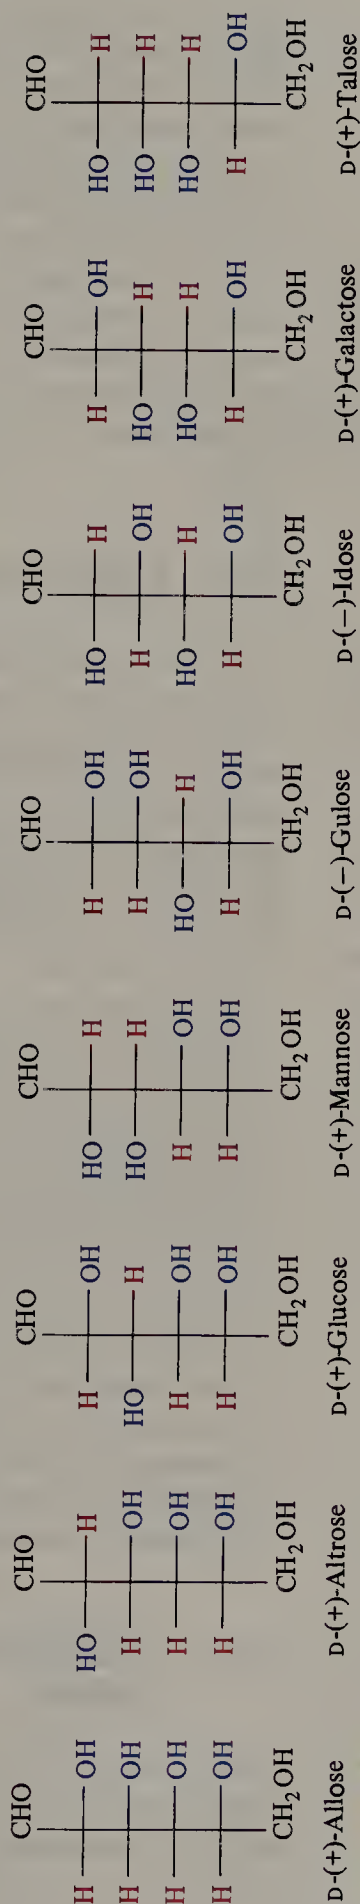 CHO
H OH
H OH
H OH
H OH
CH₂OH
D-(+)-Allose
CHO
HO H
H OH
H OH
H OH
CH₂OH
D-(+)-Altrose
CHO
H OH
HO H
H OH
H OH
CH₂OH
D-(+)-Glucose
CHO
HO H
HO H
H OH
H OH
CH₂OH
D-(+)-Mannose
CHO
H OH
H OH
HO H
H OH
CH₂OH
D-(−)-Gulose
CHO
HO H
H OH
HO H
H OH
CH₂OH
D-(−)-Idose
CHO
H OH
HO H
HO H
H OH
CH₂OH
D-(+)-Galactose
CHO
HO H
HO H
HO H
H OH
CH₂OH
D-(+)-Talose